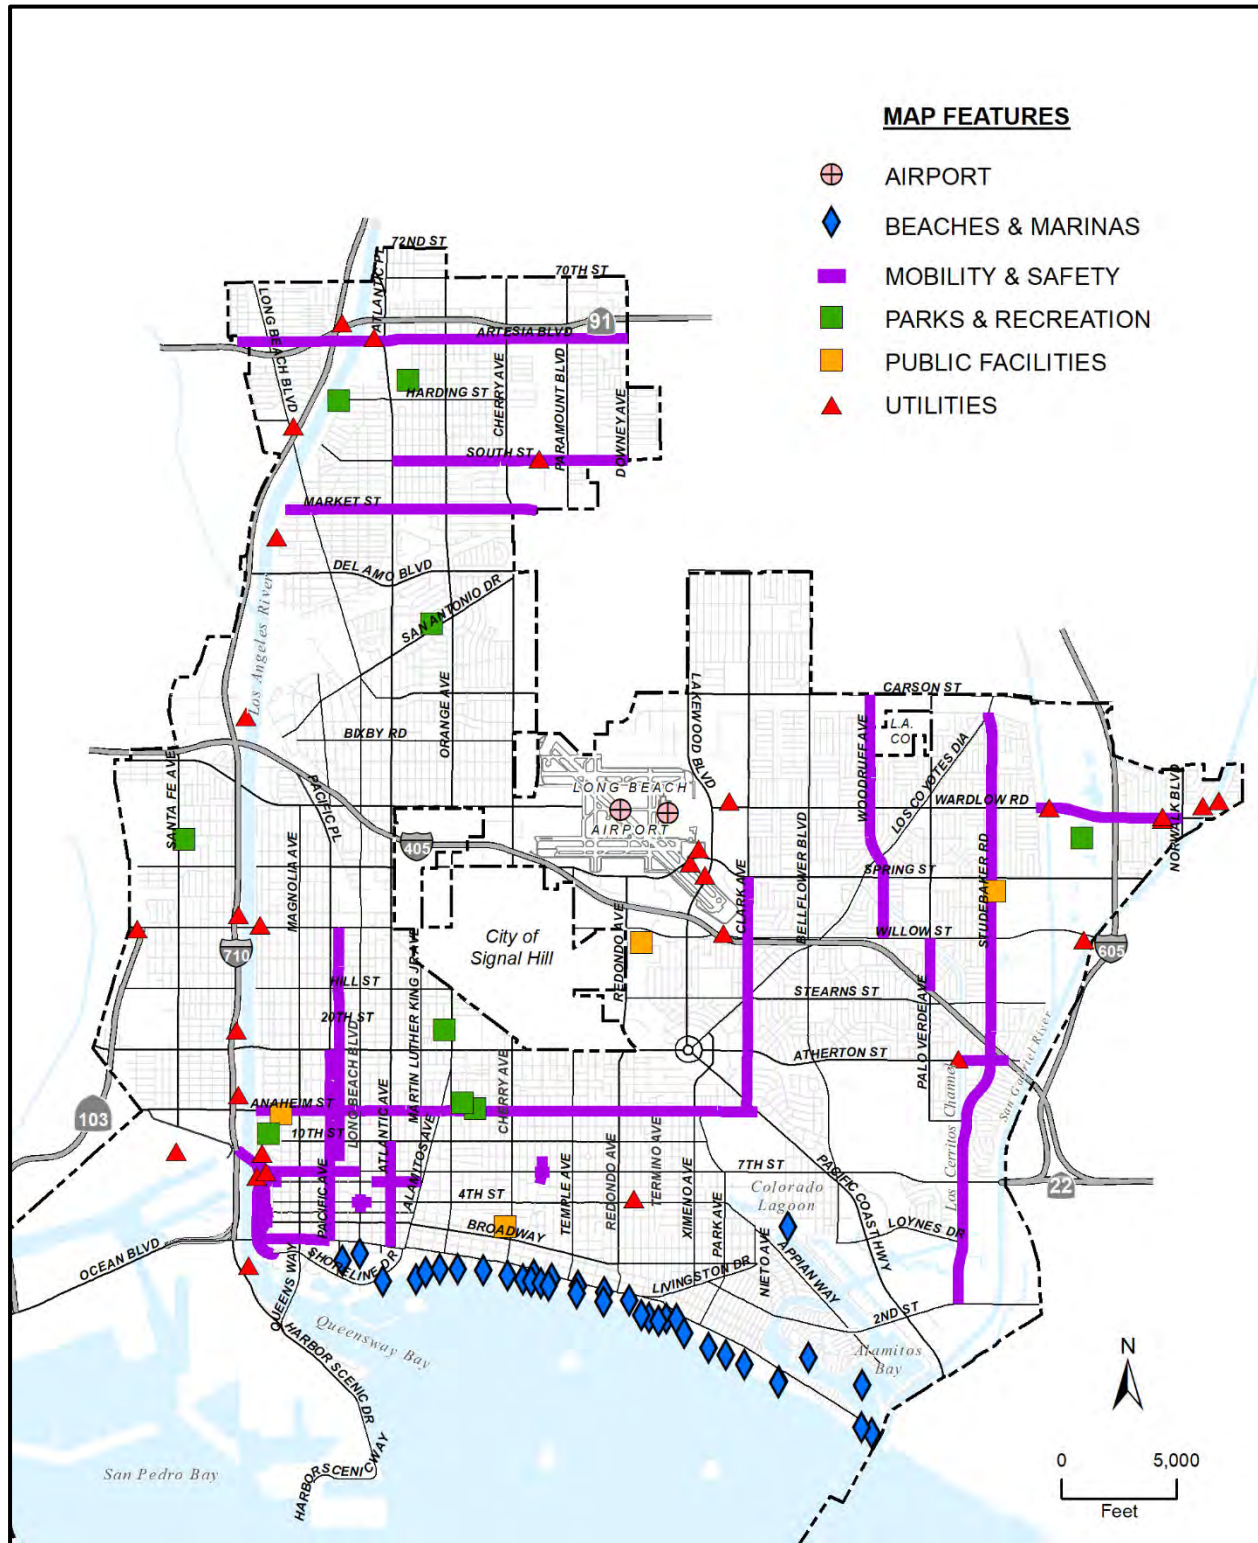 MAP FEATURES
AIRPORT
BEACHES & MARINAS
MOBILITY & SAFETY
PARKS & RECREATION
PUBLIC FACILITIES
UTILITIES
72ND ST
70TH ST
ATLANTIC PL
LONG BEACH BLVD
91
ARTESIA BLVD
CHERRY AVE
PARAMOUNT BLVD
HARDING ST
DOWNEY AVE
SOUTH ST
MARKET ST
DEL AMO BLVD
Los Angeles River
SAN ANTONIO DR
ORANGE AVE
BIXBY RD
LAKEWOOD BLVD
CARSON ST
L.A.
CO
WOODRUFF AVE
LOS COYOTES DIA
SANTA FE AVE
PACIFIC PL
LONG BEACH
AIRPORT
WARDLOW RD
NORWALK BLVD
405
MAGNOLIA AVE
BELLFLOWER BLVD
SPRING ST
STUDEBAKER RD
CLARK AVE
REDONDO AVE
City of
Signal Hill
WILLOW ST
605
710
HILL ST
STEARNS ST
20TH ST
MARTIN LUTHER KING JR AVE
LONG BEACH BLVD
PALO VERDE AVE
ATHERTON ST
San Gabriel River
Los Cerritos Channel
103
ANAHEIM ST
CHERRY AVE
10TH ST
ATLANTIC AVE
ALAMITOS AVE
PACIFIC AVE
TEMPLE AVE
REDONDO AVE
TERMINO AVE
XIMENO AVE
PARK AVE
7TH ST
PACIFIC COAST HWY
22
4TH ST
Colorado
Lagoon
NIETO AVE
APPIAN WAY
LOYNES DR
BROADWAY
OCEAN BLVD
QUEENS WAY
SHORELINE DR
LIVINGSTON DR
2ND ST
Queensway Bay
Alamitos
Bay
HARBOR SCENIC DR
HARBOR SCENIC WAY
San Pedro Bay
N
0 5,000
Feet